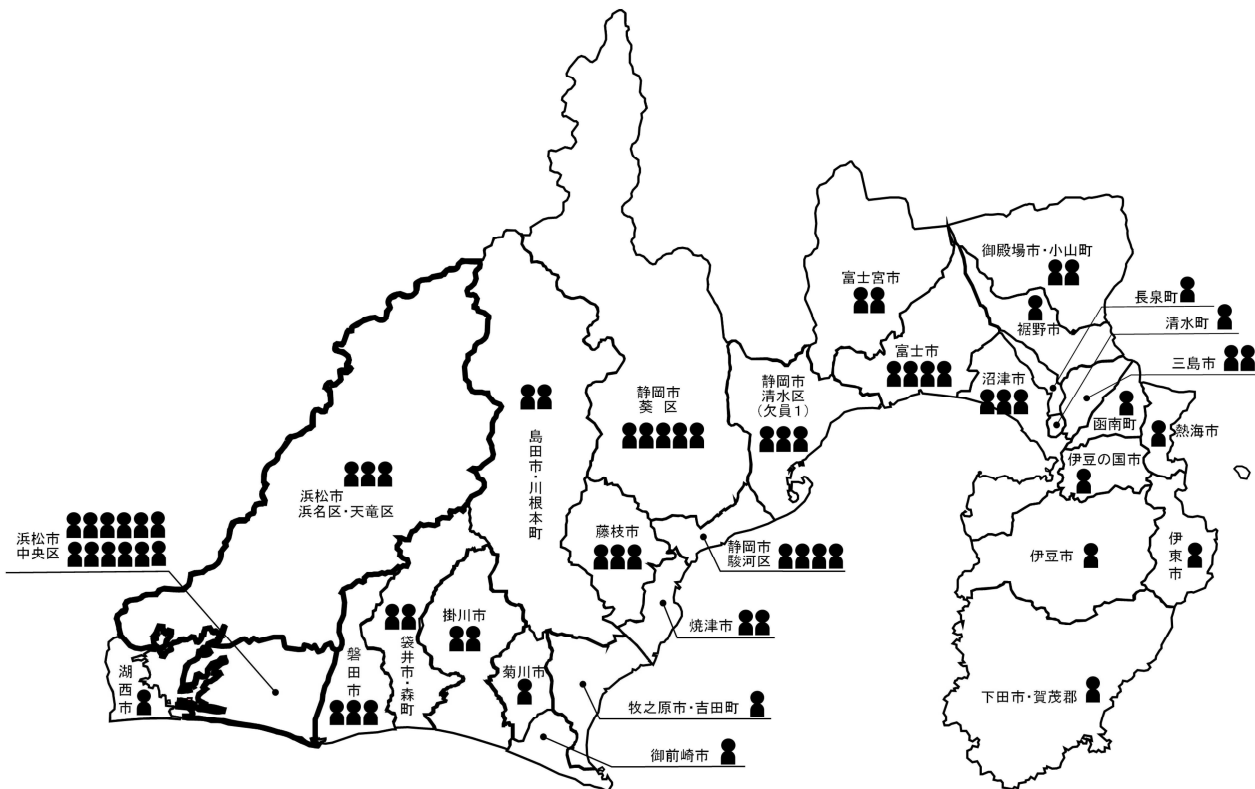 御殿場市・小山町
富士宮市
長泉町
裾野市
清水町
富士市
三島市
沼津市
静岡市
清水区
(欠員1)
静岡市
葵区
函南町
熱海市
島田市・川根本町
伊豆の国市
浜松市
浜名区・天竜区
浜松市
中央区
藤枝市
静岡市
駿河区
伊豆市
伊東市
掛川市
焼津市
袋井市・森町
磐田市
菊川市
湖西市
牧之原市・吉田町
下田市・賀茂郡
御前崎市